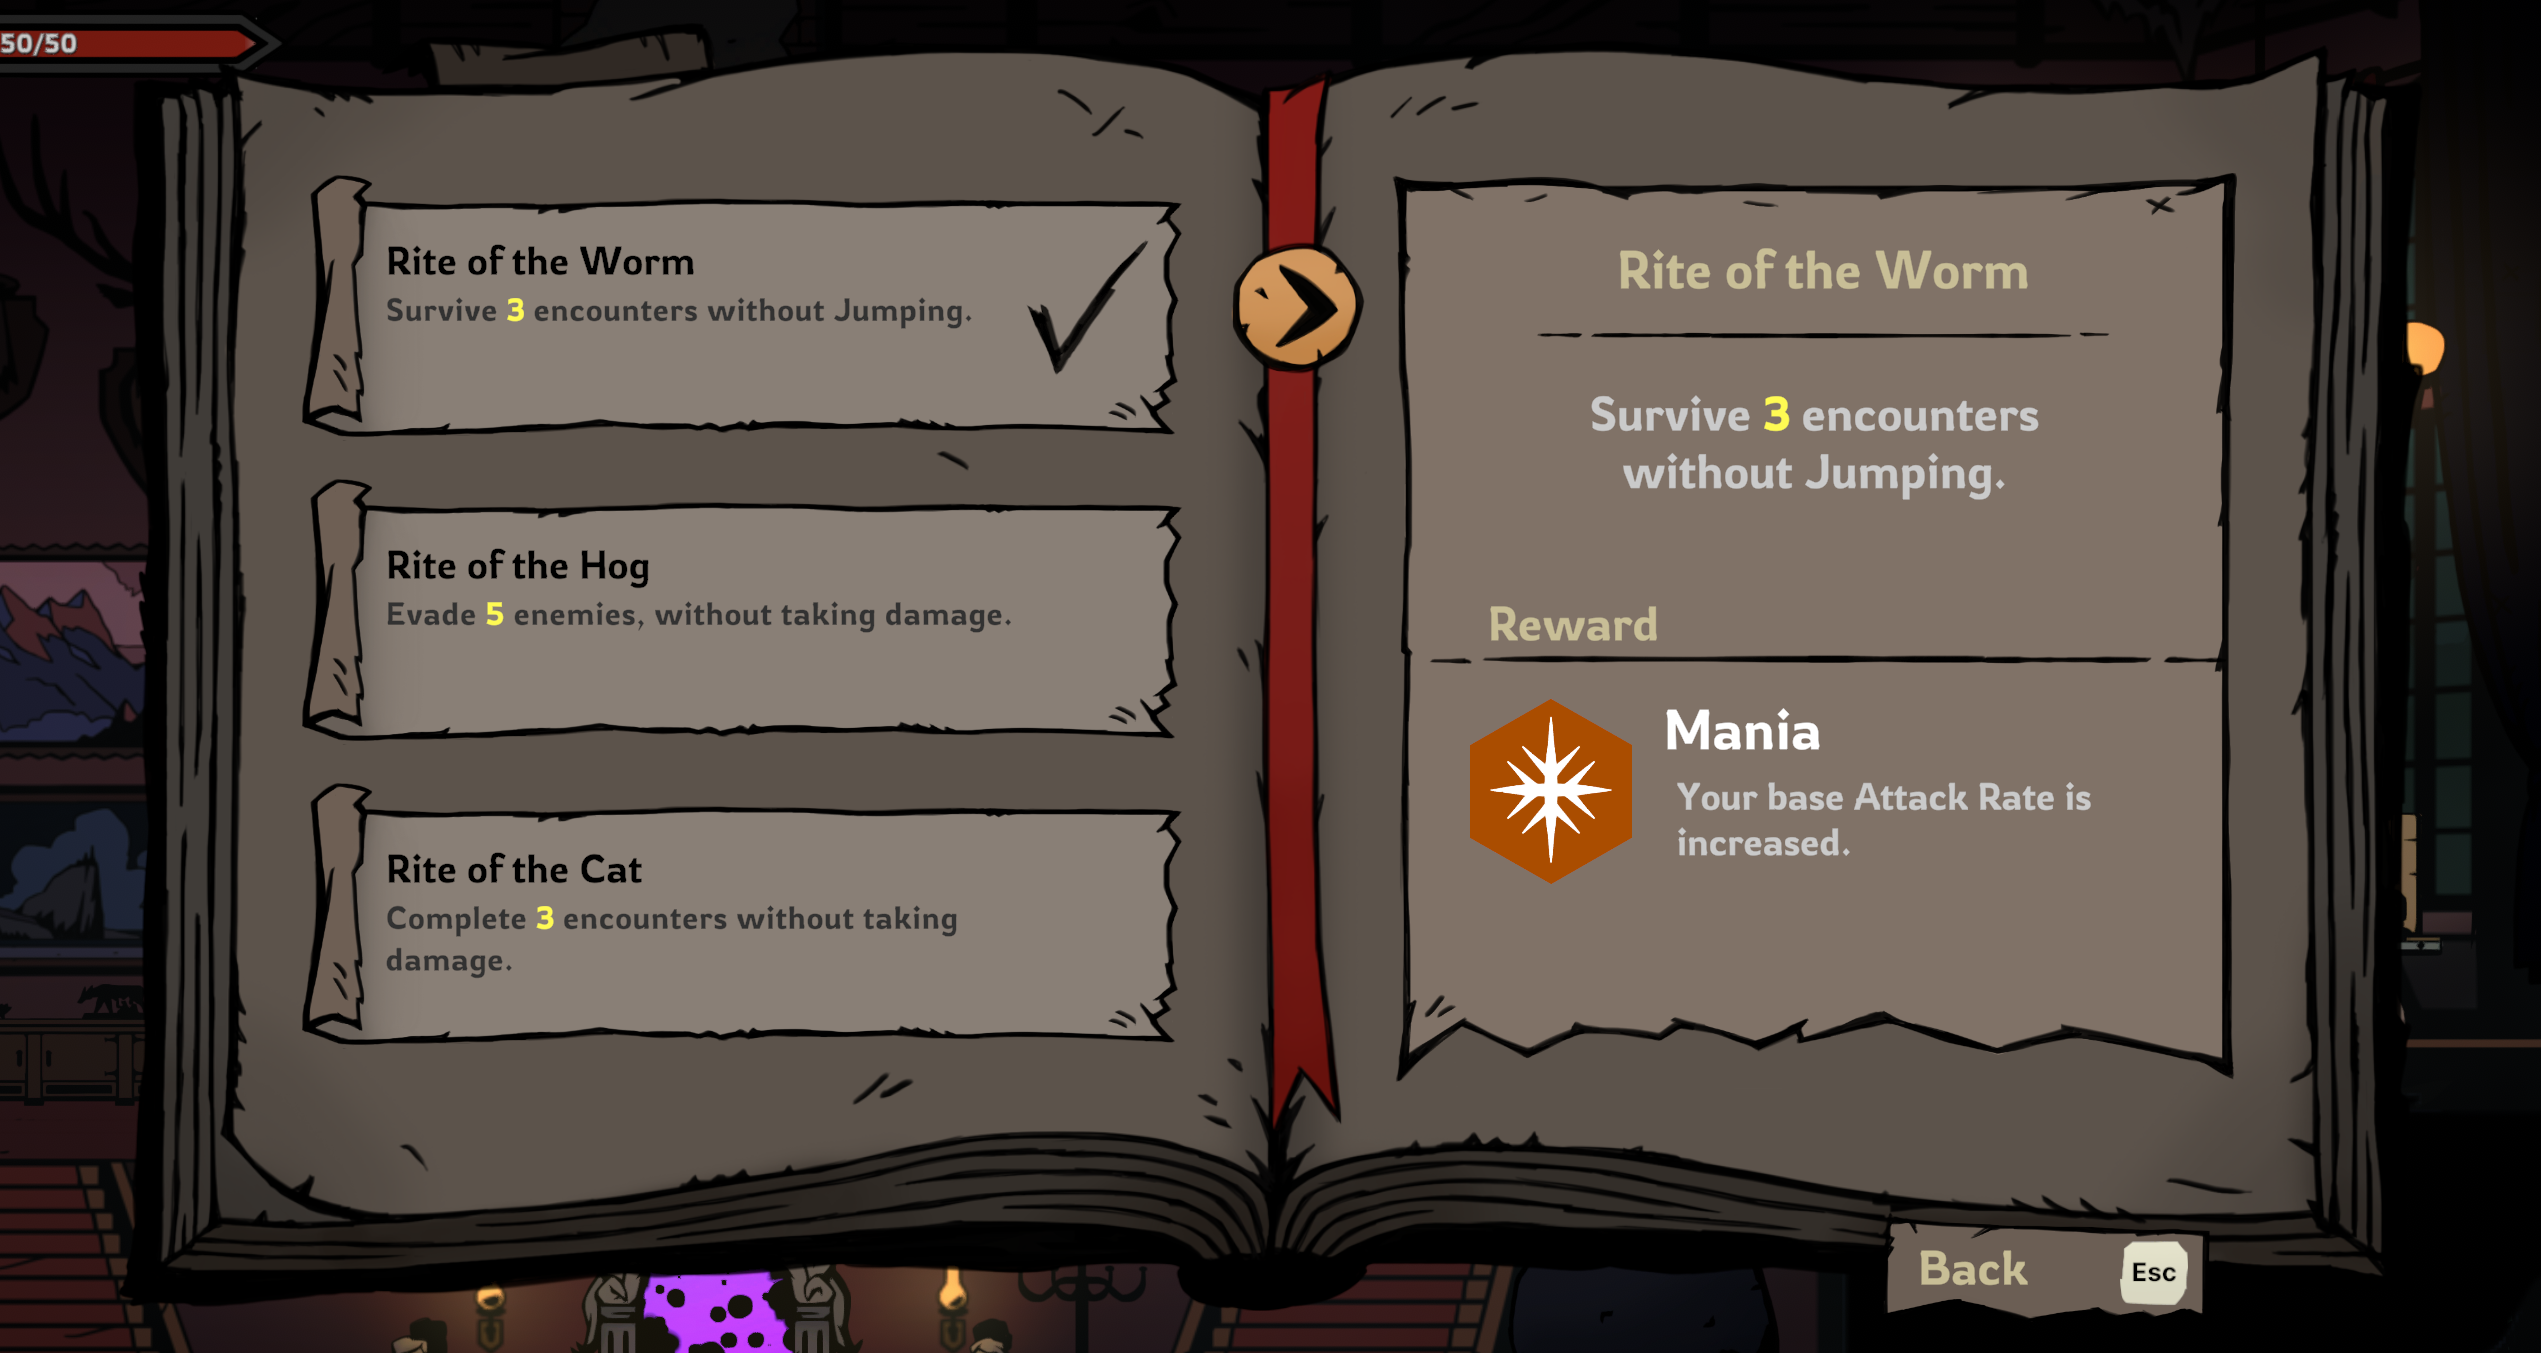 50/50
Rite of the Worm
Survive 3 encounters without Jumping.
Rite of the Hog
Evade 5 enemies, without taking damage.
Rite of the Cat
Complete 3 encounters without taking
damage.
Rite of the Worm
Survive 3 encounters
without Jumping.
Reward
Mania
Your base Attack Rate is
increased.
Back
Esc